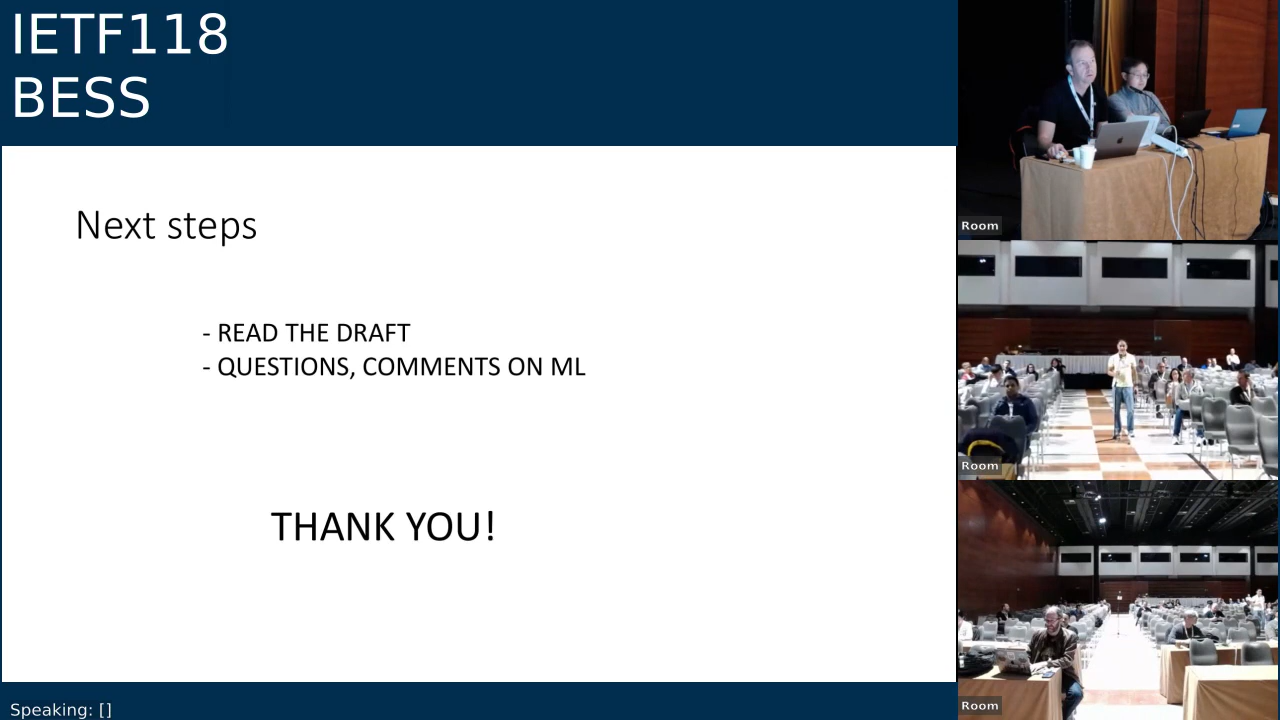 IETF118
BESS
Next steps
- READ THE DRAFT
- QUESTIONS, COMMENTS ON ML
THANK YOU!
Speaking: []
Room
Room
Room